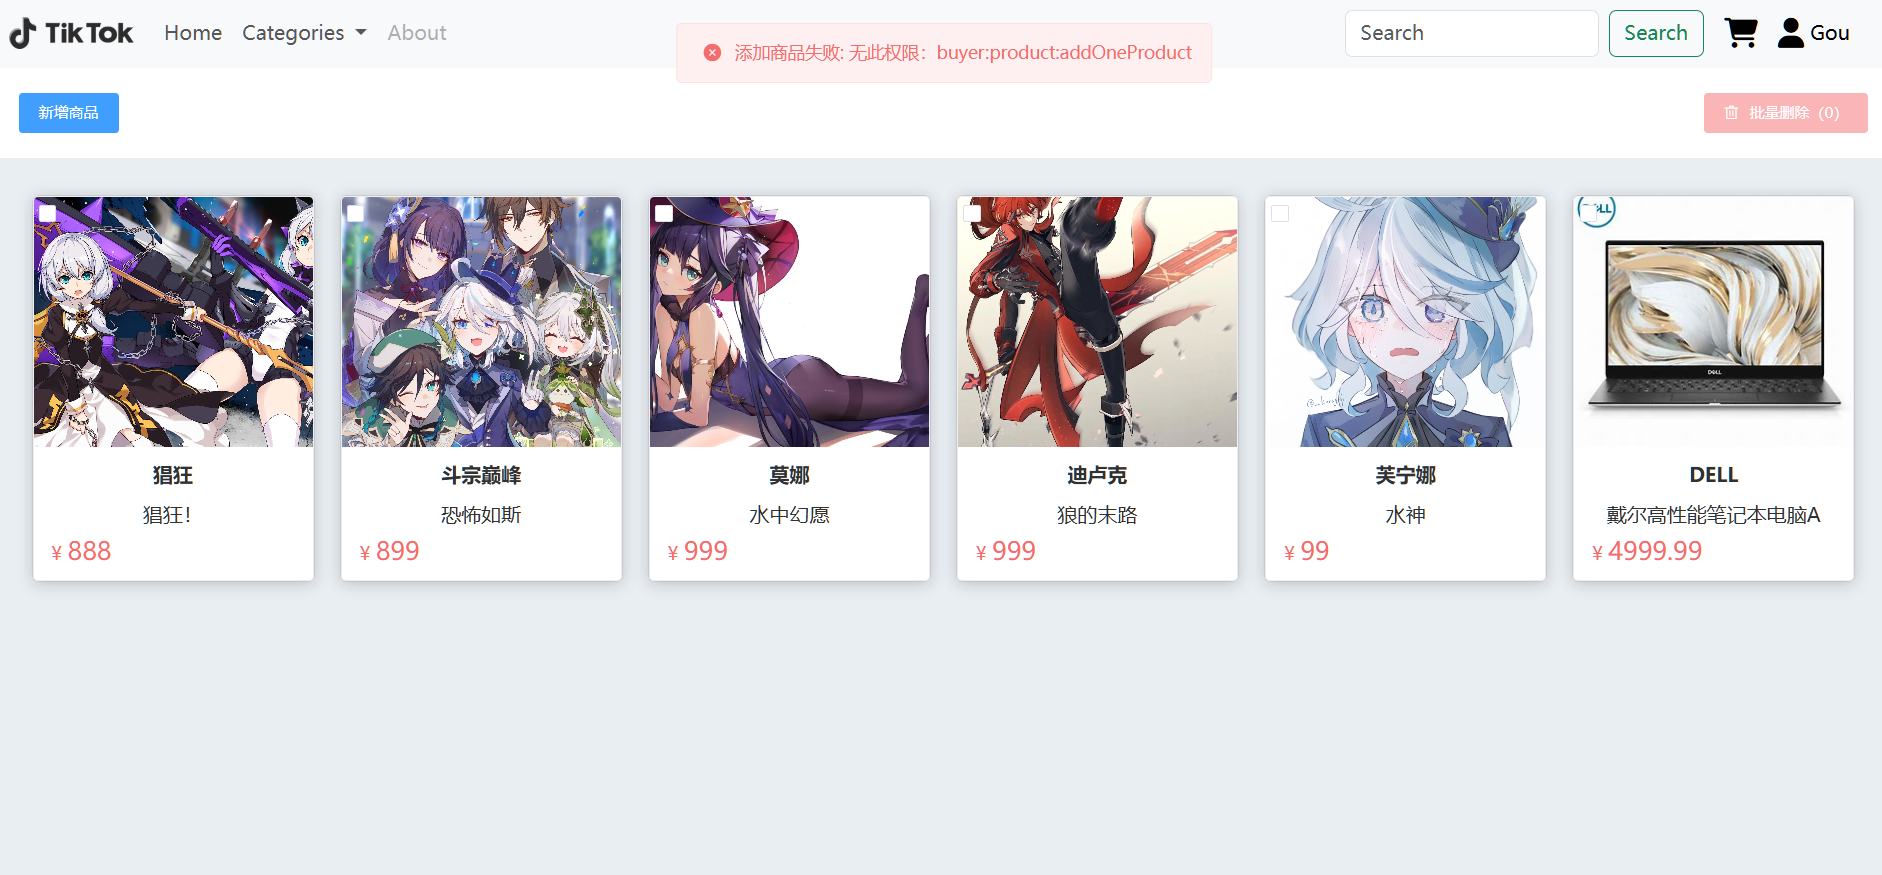 TikTok
Home
Categories
About
添加商品失败: 无此权限：buyer:product:addOneProduct
Search
Search
Gou
新增商品
批量删除（0）
猖狂
猖狂！
¥ 888
斗宗巅峰
恐怖如斯
¥ 899
莫娜
水中幻愿
¥ 999
迪卢克
狼的末路
¥ 999
芙宁娜
水神
¥ 99
DELL
DELL
戴尔高性能笔记本电脑A
¥ 4999.99